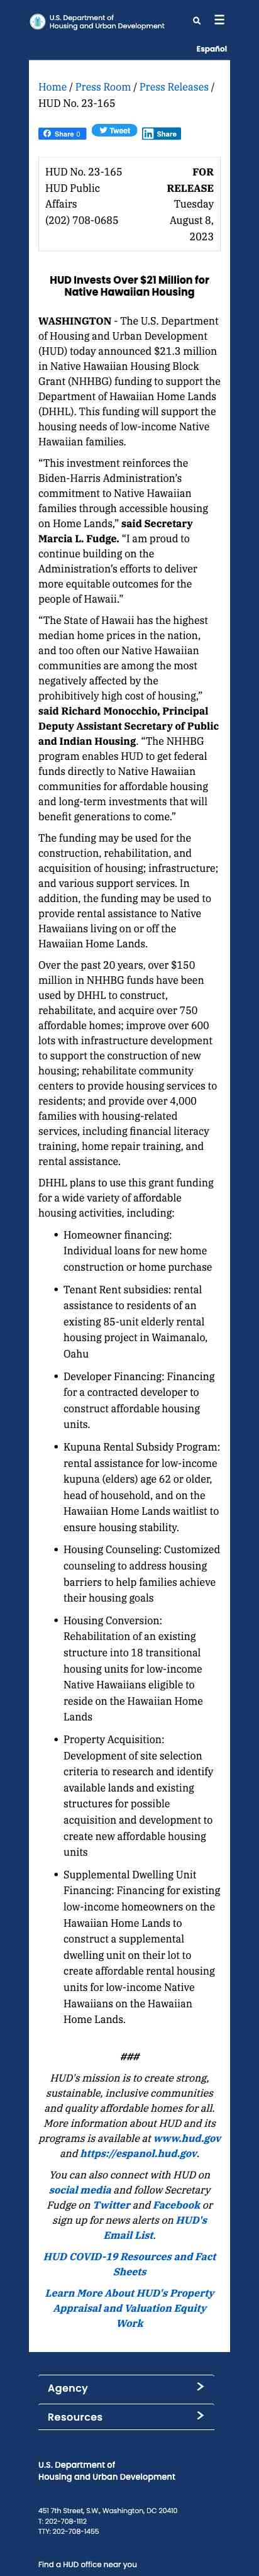 U.S. Department of
Housing and Urban Development
Español
Home / Press Room / Press Releases /
HUD No. 23-165
Share 0
Tweet
in Share
HUD No. 23-165
HUD Public
Affairs
(202) 708-0685
FOR
RELEASE
Tuesday
August 8,
2023
HUD Invests Over $21 Million for
Native Hawaiian Housing
WASHINGTON - The U.S. Department
of Housing and Urban Development
(HUD) today announced $21.3 million
in Native Hawaiian Housing Block
Grant (NHHBG) funding to support the
Department of Hawaiian Home Lands
(DHHL). This funding will support the
housing needs of low-income Native
Hawaiian families.
“This investment reinforces the
Biden-Harris Administration’s
commitment to Native Hawaiian
families through accessible housing
on Home Lands,” said Secretary
Marcia L. Fudge. “I am proud to
continue building on the
Administration’s efforts to deliver
more equitable outcomes for the
people of Hawaii."
“The State of Hawaii has the highest
median home prices in the nation,
and too often our Native Hawaiian
communities are among the most
negatively affected by the
prohibitively high cost of housing,”
said Richard Monocchio, Principal
Deputy Assistant Secretary of Public
and Indian Housing. “The NHHBG
program enables HUD to get federal
funds directly to Native Hawaiian
communities for affordable housing
and long-term investments that will
benefit generations to come.”
The funding may be used for the
construction, rehabilitation, and
acquisition of housing; infrastructure;
and various support services. In
addition, the funding may be used to
provide rental assistance to Native
Hawaiians living on or off the
Hawaiian Home Lands.
Over the past 20 years, over $150
million in NHHBG funds have been
used by DHHL to construct,
rehabilitate, and acquire over 750
affordable homes; improve over 600
lots with infrastructure development
to support the construction of new
housing; rehabilitate community
centers to provide housing services to
residents; and provide over 4,000
families with housing-related
services, including financial literacy
training, home repair training, and
rental assistance.
DHHL plans to use this grant funding
for a wide variety of affordable
housing activities, including:
• Homeowner financing:
Individual loans for new home
construction or home purchase
• Tenant Rent subsidies: rental
assistance to residents of an
existing 85-unit elderly rental
housing project in Waimanalo,
Oahu
• Developer Financing: Financing
for a contracted developer to
construct affordable housing
units.
• Kupuna Rental Subsidy Program:
rental assistance for low-income
kupuna (elders) age 62 or older,
head of household, and on the
Hawaiian Home Lands waitlist to
ensure housing stability.
• Housing Counseling: Customized
counseling to address housing
barriers to help families achieve
their housing goals
• Housing Conversion:
Rehabilitation of an existing
structure into 18 transitional
housing units for low-income
Native Hawaiians eligible to
reside on the Hawaiian Home
Lands
• Property Acquisition:
Development of site selection
criteria to research and identify
available lands and existing
structures for possible
acquisition and development to
create new affordable housing
units
• Supplemental Dwelling Unit
Financing: Financing for existing
low-income homeowners on the
Hawaiian Home Lands to
construct a supplemental
dwelling unit on their lot to
create affordable rental housing
units for low-income Native
Hawaiians on the Hawaiian
Home Lands.
###
HUD's mission is to create strong,
sustainable, inclusive communities
and quality affordable homes for all.
More information about HUD and its
programs is available at www.hud.gov
and https://espanol.hud.gov.
You can also connect with HUD on
social media and follow Secretary
Fudge on Twitter and Facebook or
sign up for news alerts on HUD's
Email List.
HUD COVID-19 Resources and Fact
Sheets
Learn More About HUD's Property
Appraisal and Valuation Equity
Work
Agency
Resources
U.S. Department of
Housing and Urban Development
451 7th Street, S.W., Washington, DC 20410
T: 202-708-1112
TTY: 202-708-1455
Find a HUD office near you